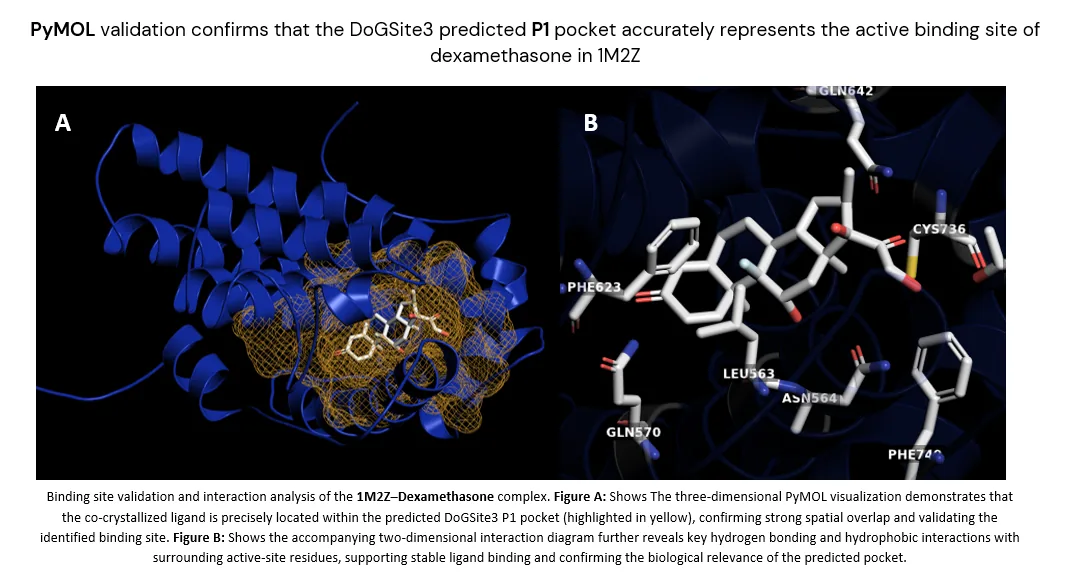 PyMOL validation confirms that the DoGSite3 predicted P1 pocket accurately represents the active binding site of
dexamethasone in 1M2Z
A
B
GLN642
CYS736
PHE623
LEU563
ASN564
GLN570
Binding site validation and interaction analysis of the 1M2Z–Dexamethasone complex. Figure A: Shows The three-dimensional PyMOL visualization demonstrates that
the co-crystallized ligand is precisely located within the predicted DoGSite3 P1 pocket (highlighted in yellow), confirming strong spatial overlap and validating the
identified binding site. Figure B: Shows the accompanying two-dimensional interaction diagram further reveals key hydrogen bonding and hydrophobic interactions with
surrounding active-site residues, supporting stable ligand binding and confirming the biological relevance of the predicted pocket.